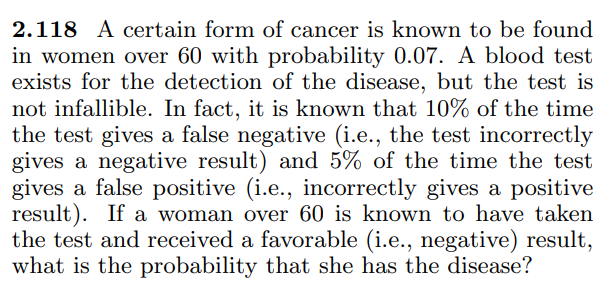 2.118 A certain form of cancer is known to be found
in women over 60 with probability 0.07. A blood test
exists for the detection of the disease, but the test is
not infallible. In fact, it is known that 10% of the time
the test gives a false negative (i.e., the test incorrectly
gives a negative result) and 5% of the time the test
gives a false positive (i.e., incorrectly gives a positive
result). If a woman over 60 is known to have taken
the test and received a favorable (i.e., negative) result,
what is the probability that she has the disease?